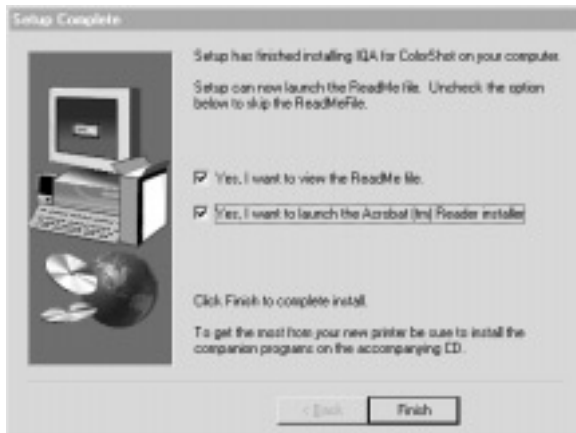 Setup Complete
Setup has finished installing IQA for ColorShot on your computer.
Setup can now launch the ReadMe file. Uncheck the option
below to skip the ReadMeFile.
Yes, I want to view the ReadMe file.
Yes, I want to launch the Acrobat (tm) Reader installer
Click Finish to complete install.
To get the most from your new printer be sure to install the
companion programs on the accompanying CD.
< Back
Finish